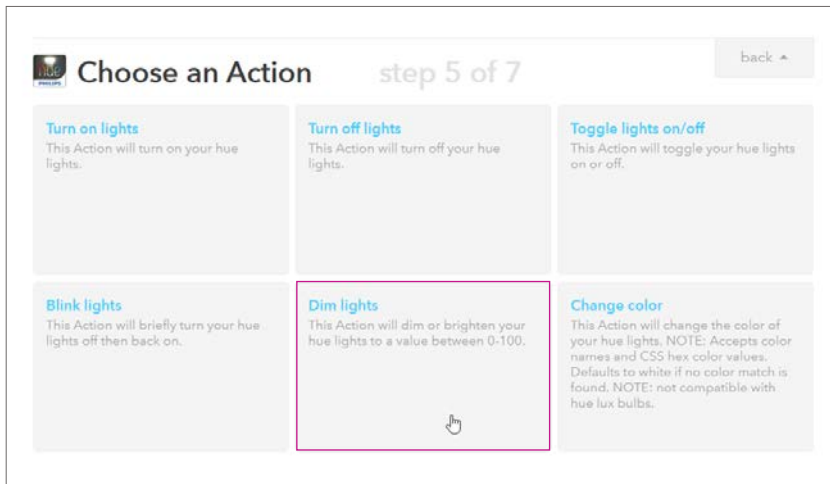 back
hue
PHILIPS
Choose an Action
step 5 of 7
Turn on lights
This Action will turn on your hue
lights.
Turn off lights
This Action will turn off your hue
lights.
Toggle lights on/off
This Action will toggle your hue lights
on or off.
Blink lights
This Action will briefly turn your hue
lights off then back on.
Dim lights
This Action will dim or brighten your
hue lights to a value between 0-100.
Change color
This Action will change the color of
your hue lights. NOTE: Accepts color
names and CSS hex color values.
Defaults to white if no color match is
found. NOTE: not compatible with
hue lux bulbs.